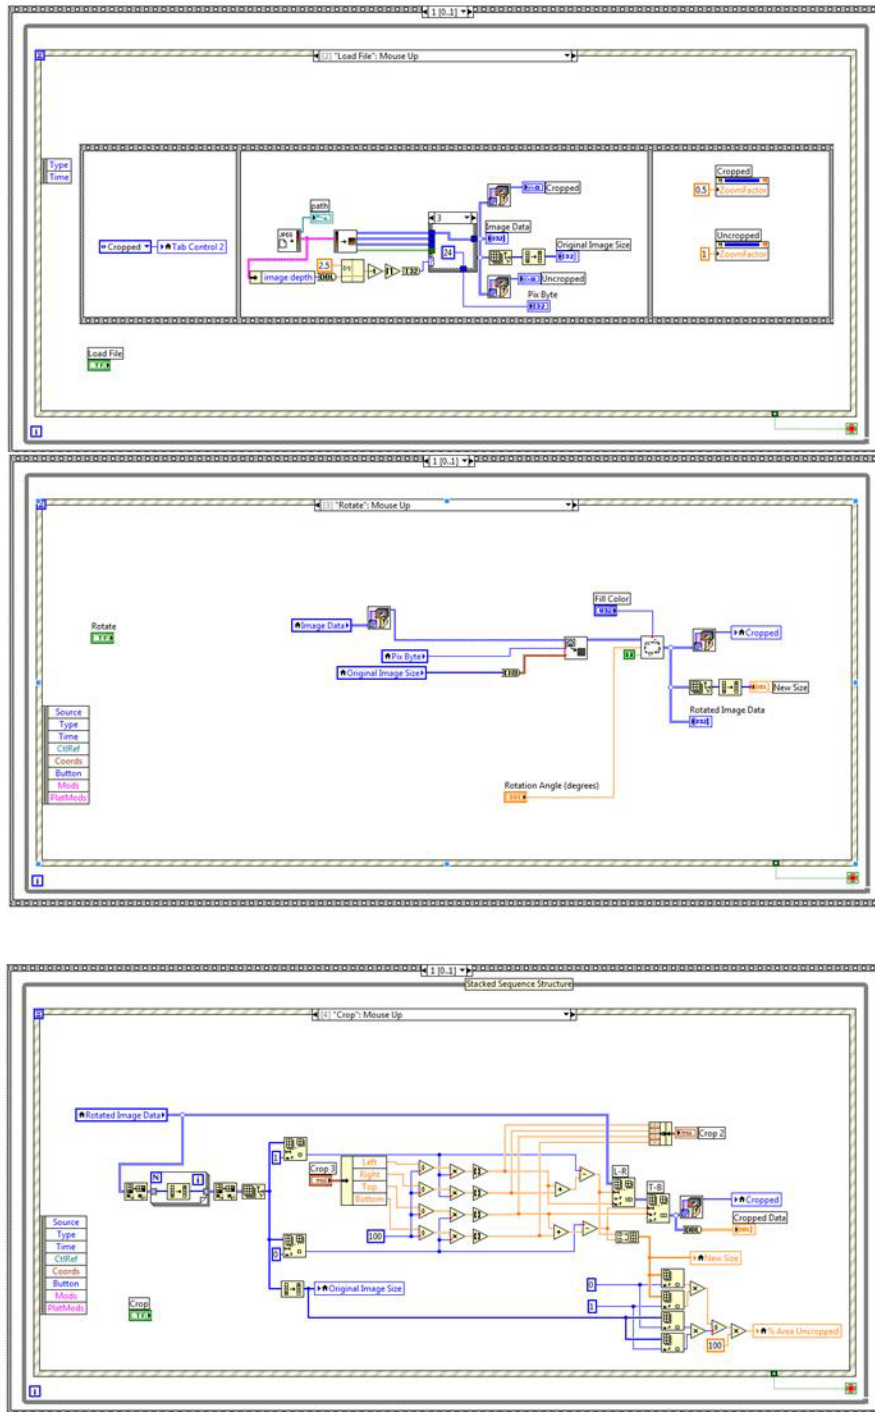 1 [0..1]
[2] "Load File": Mouse Up
Type
Time
Cropped
Tab Control 2
path
JPEG
2.5
image depth
DBL
I32
3
24
Cropped
Image Data
Original Image Size
Uncropped
Pix Byte
Cropped
0.5
ZoomFactor
Uncropped
1
ZoomFactor
Load File
TF
i
1 [0..1]
[3] "Rotate": Mouse Up
Rotate
TF
Image Data
Pix Byte
Original Image Size
Fill Color
Cropped
New Size
Rotated Image Data
Rotation Angle (degrees)
Source
Type
Time
CtlRef
Coords
Button
Mods
PlatMods
i
1 [0..1]
Stacked Sequence Structure
[4] "Crop": Mouse Up
Rotated Image Data
N
i
1
Crop 3
Left
Right
Top
Bottom
100
0
Original Image Size
Crop 2
L-R
T-B
Cropped
Cropped Data
New Size
0
1
100
% Area Uncropped
Source
Type
Time
CtlRef
Coords
Button
Mods
PlatMods
Crop
TF
i